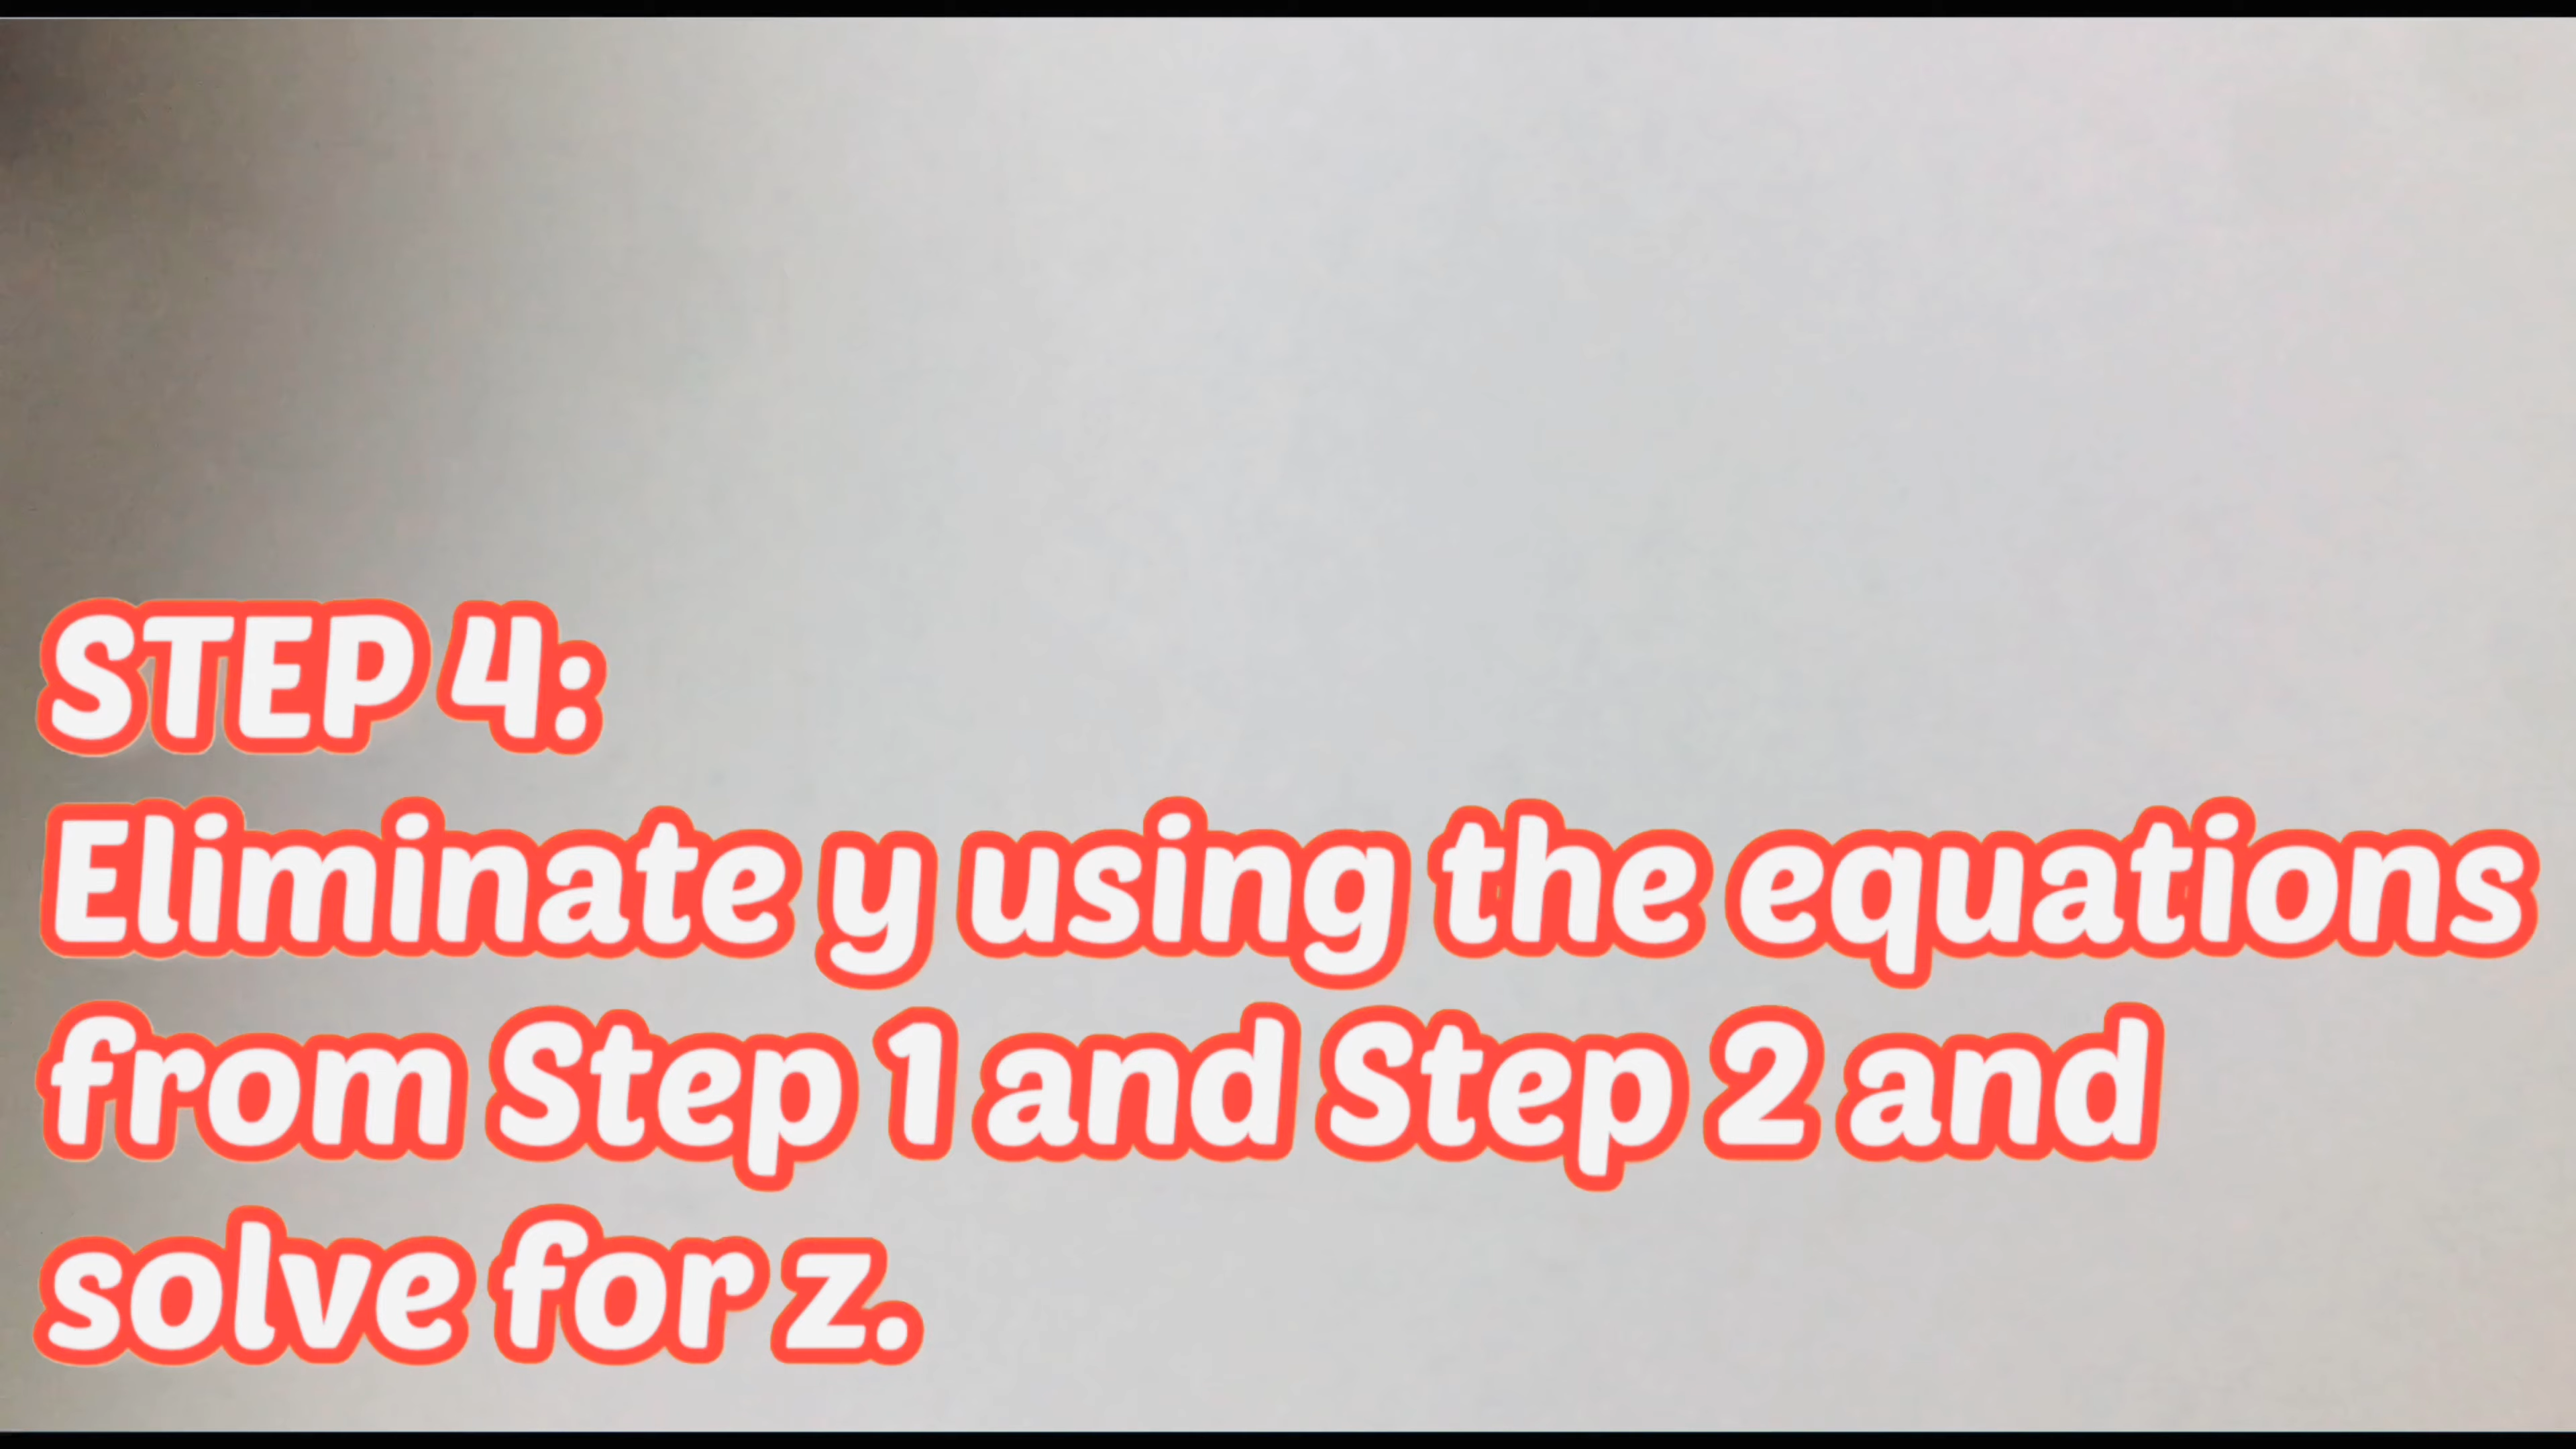 STEP 4:
Eliminate y using the equations
from Step 1 and Step 2 and
solve for z.